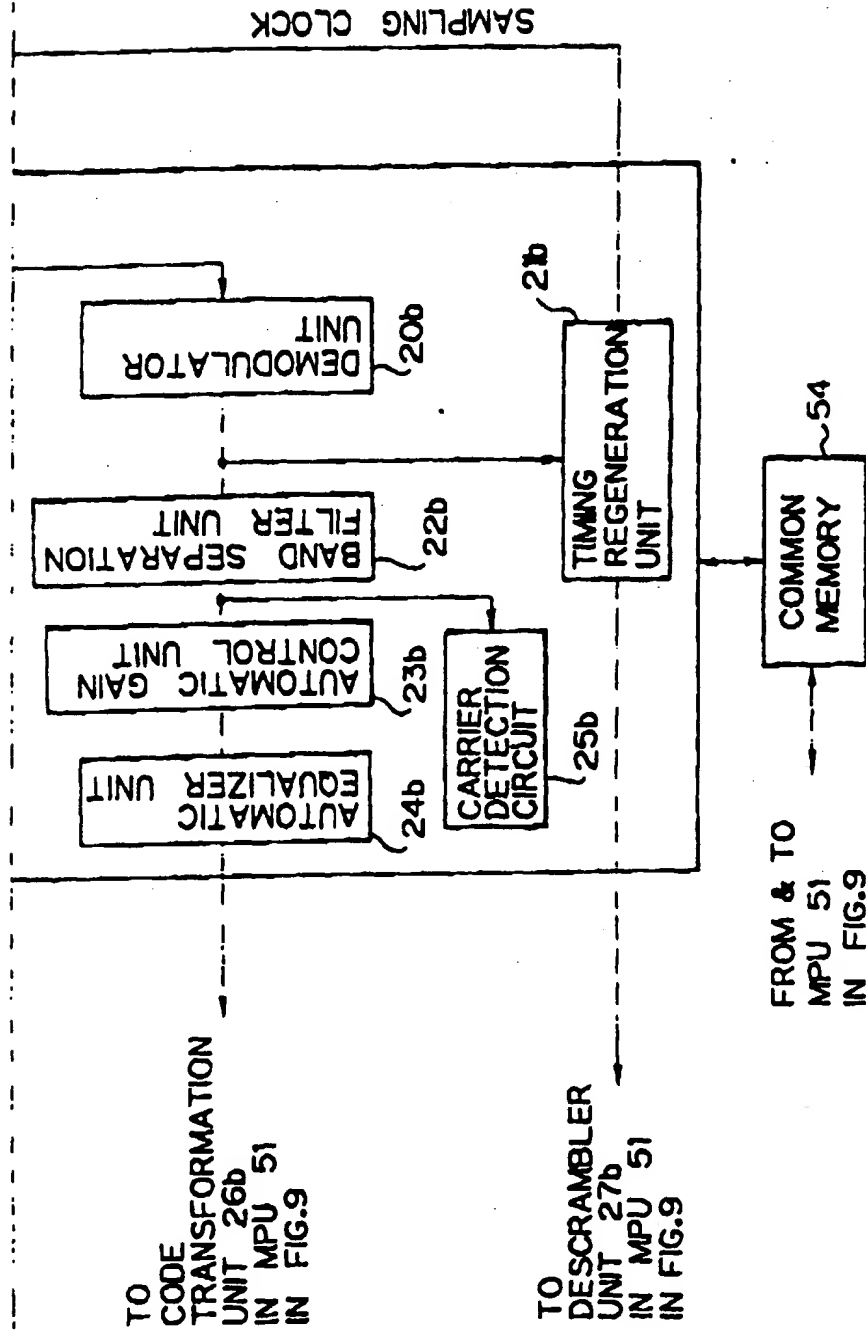 SAMPLING CLOCK
DEMODULATOR
UNIT
20b
BAND SEPARATION
FILTER UNIT
22b
AUTOMATIC GAIN
CONTROL UNIT
23b
AUTOMATIC
EQUALIZER UNIT
24b
CARRIER
DETECTION
CIRCUIT
25b
TIMING
REGENERATION
UNIT
21b
COMMON
MEMORY
54
TO
CODE
TRANSFORMATION
UNIT 26b
IN MPU 51
IN FIG.9
TO
DESCRAMBLER
UNIT 27b
IN MPU 51
IN FIG.9
FROM & TO
MPU 51
IN FIG.9